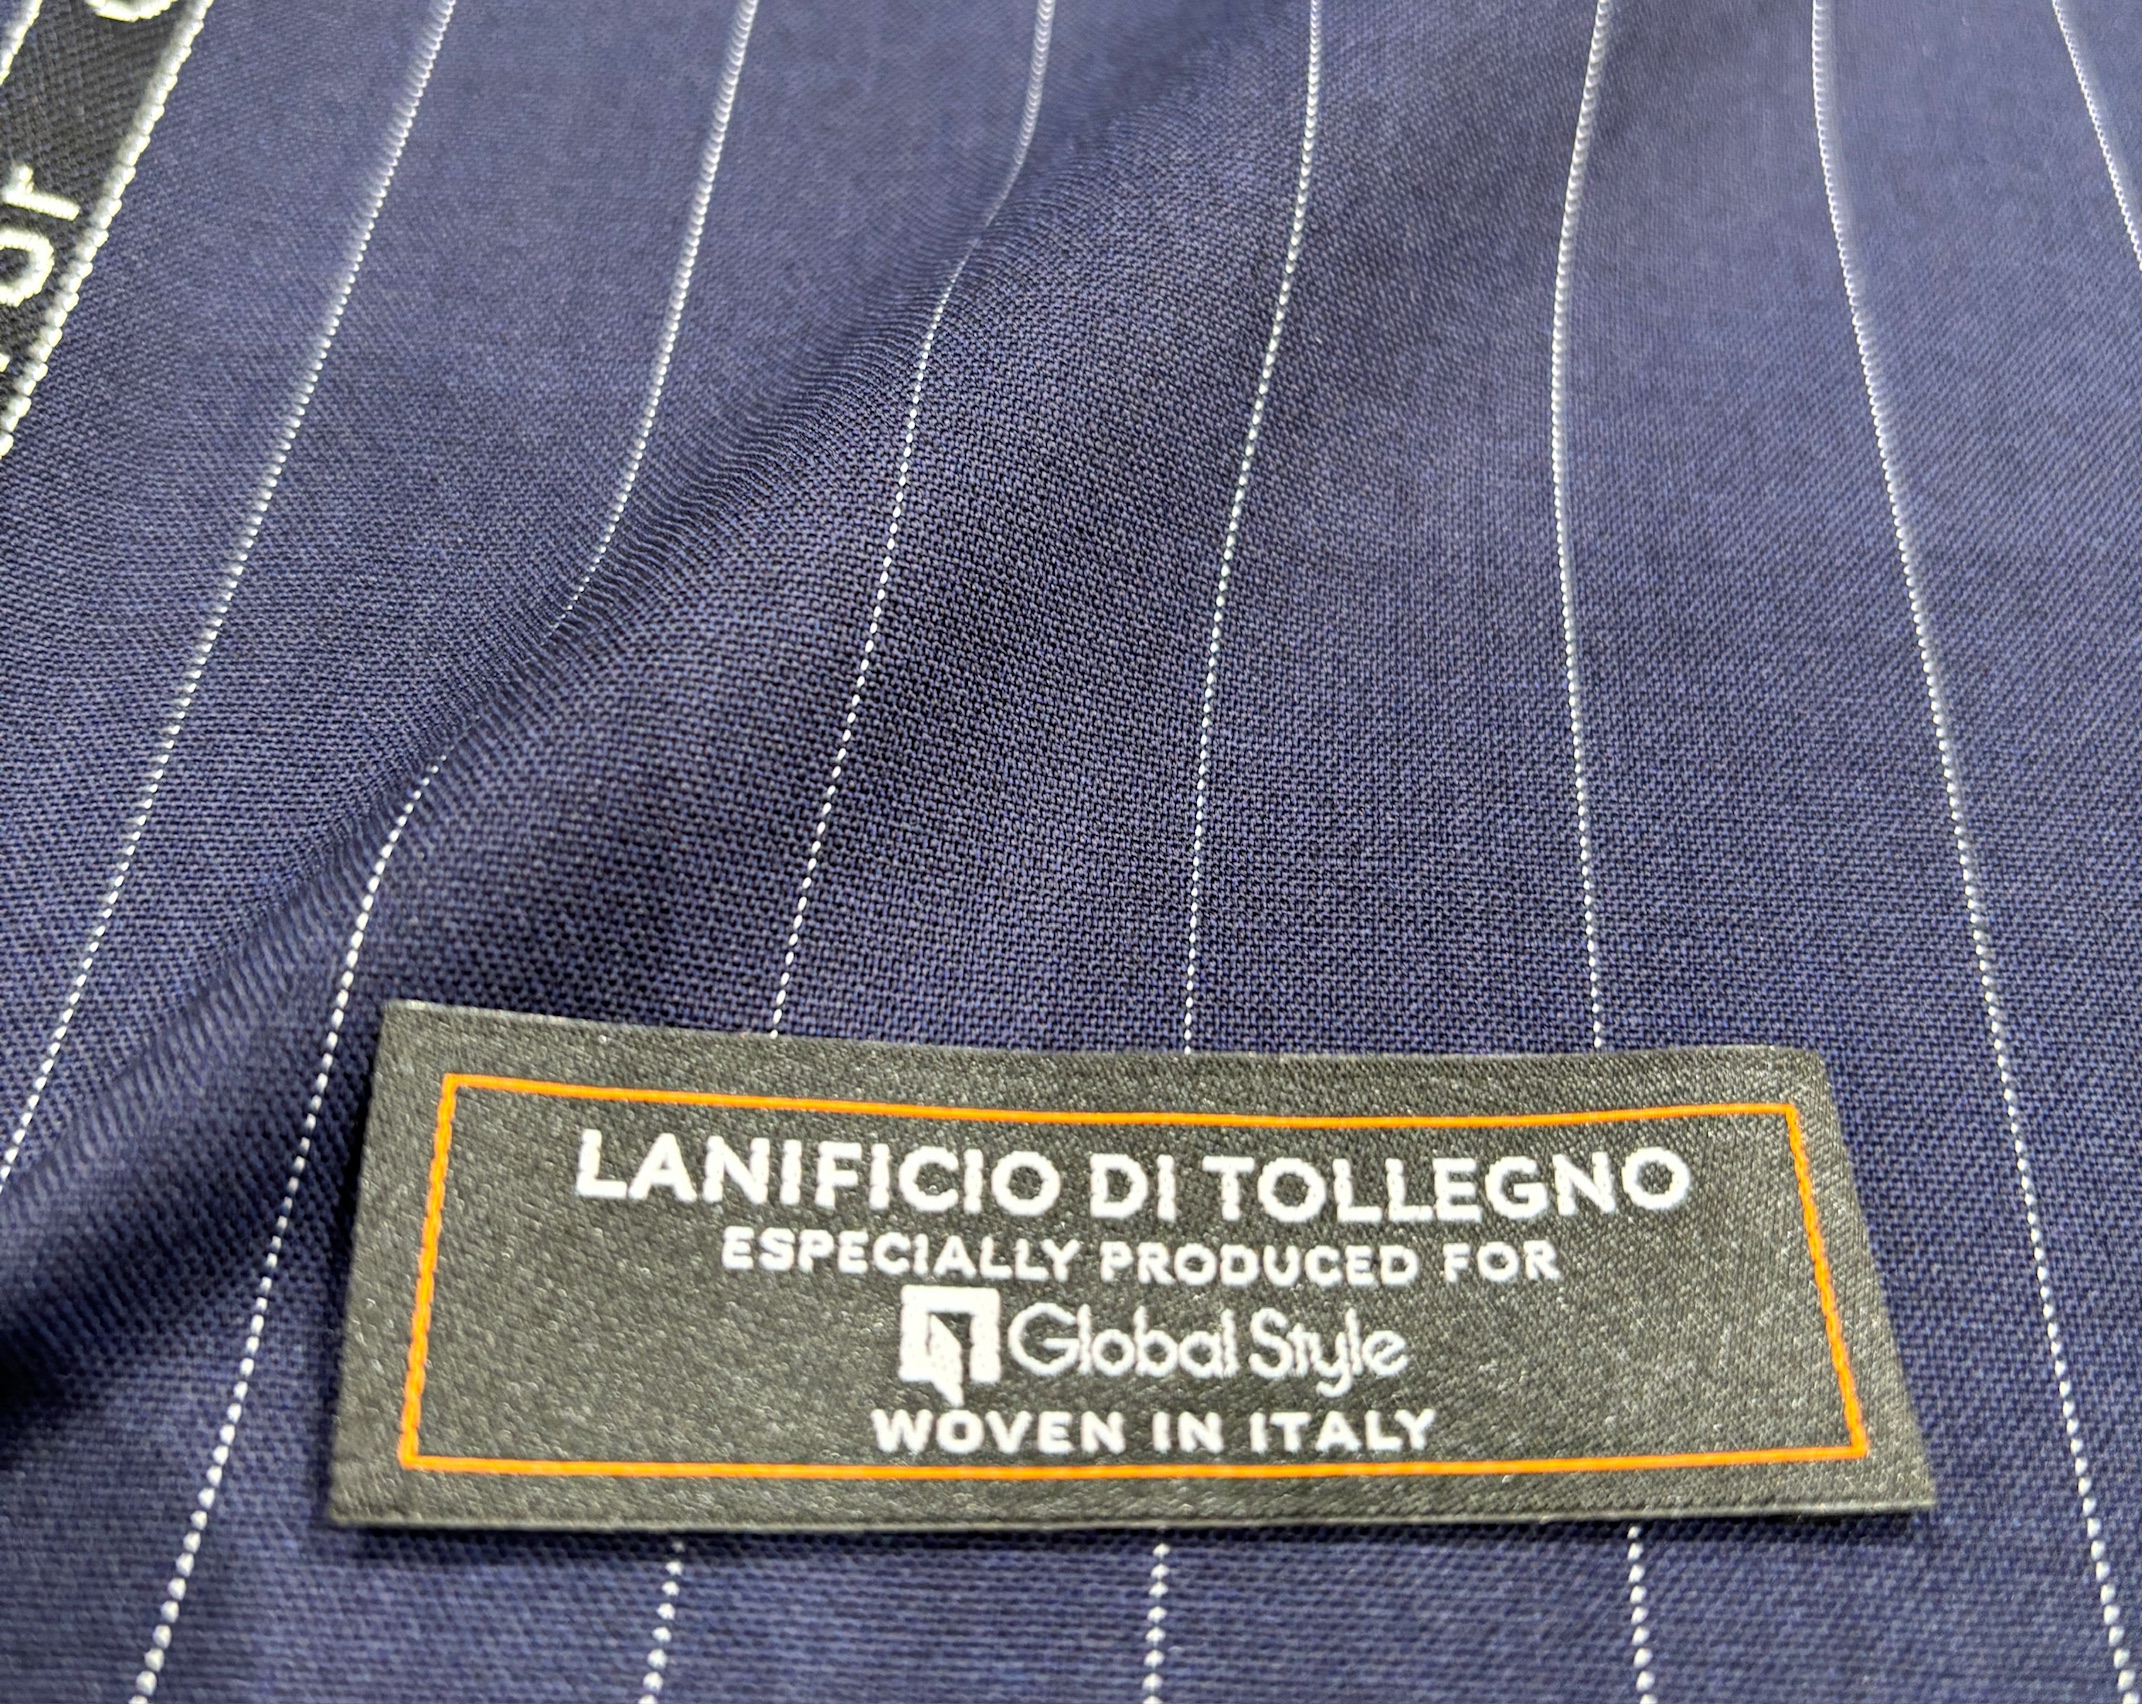 LANIFICIO DI TOLLEGNO
ESPECIALLY PRODUCED FOR
Global Style
WOVEN IN ITALY